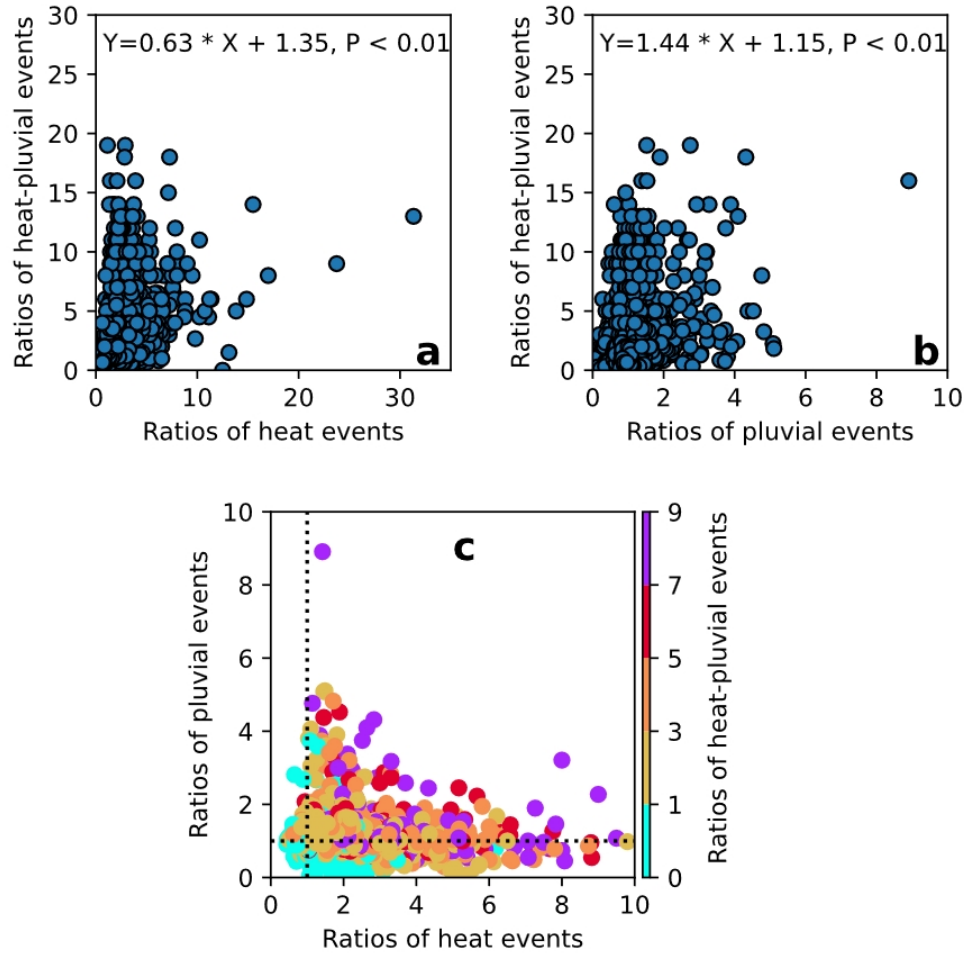 30
25
20
15
10
5
0
Ratios of heat-pluvial events
Y=0.63 * X + 1.35, P < 0.01
a
0 10 20 30
Ratios of heat events
30
25
20
15
10
5
0
Ratios of heat-pluvial events
Y=1.44 * X + 1.15, P < 0.01
b
0 2 4 6 8 10
Ratios of pluvial events
10
8
6
4
2
0
Ratios of pluvial events
c
0 2 4 6 8 10
Ratios of heat events
9
7
5
3
1
0
Ratios of heat-pluvial events